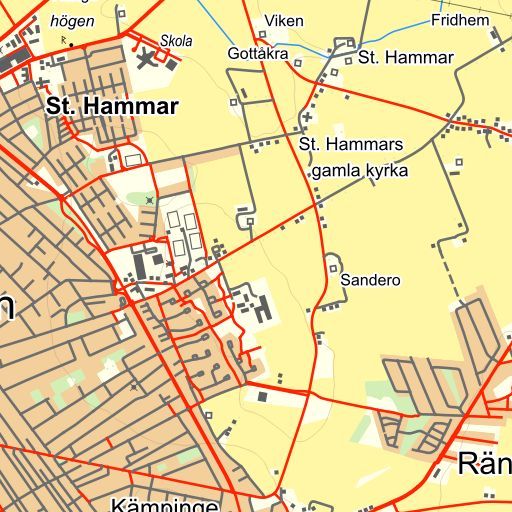 högen
Viken
Fridhem
Skola
Gottåkra
St. Hammar
St. Hammar
St. Hammars
gamla kyrka
Sandero
n
Rän
Kämpinge